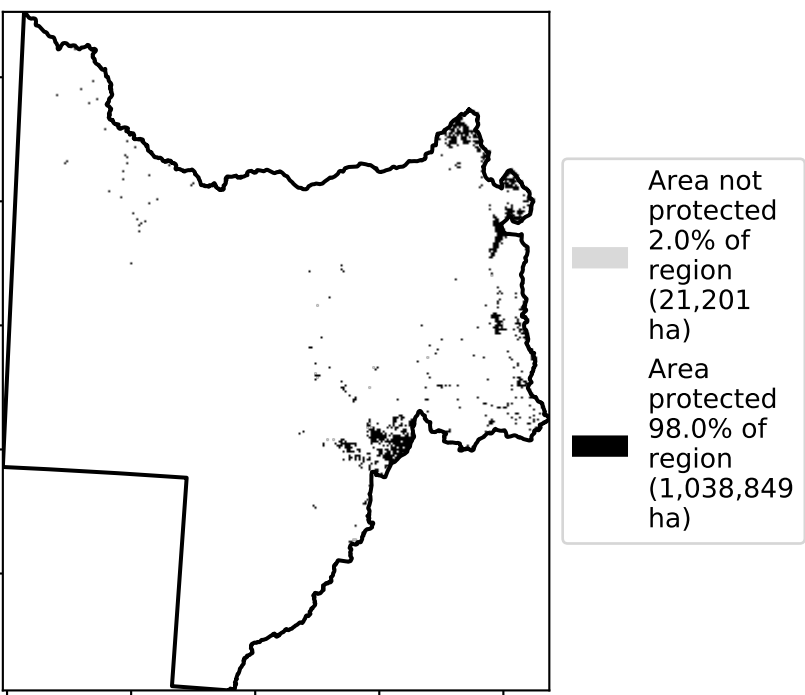 Area not
protected
2.0% of
region
(21,201
ha)
Area
protected
98.0% of
region
(1,038,849
ha)